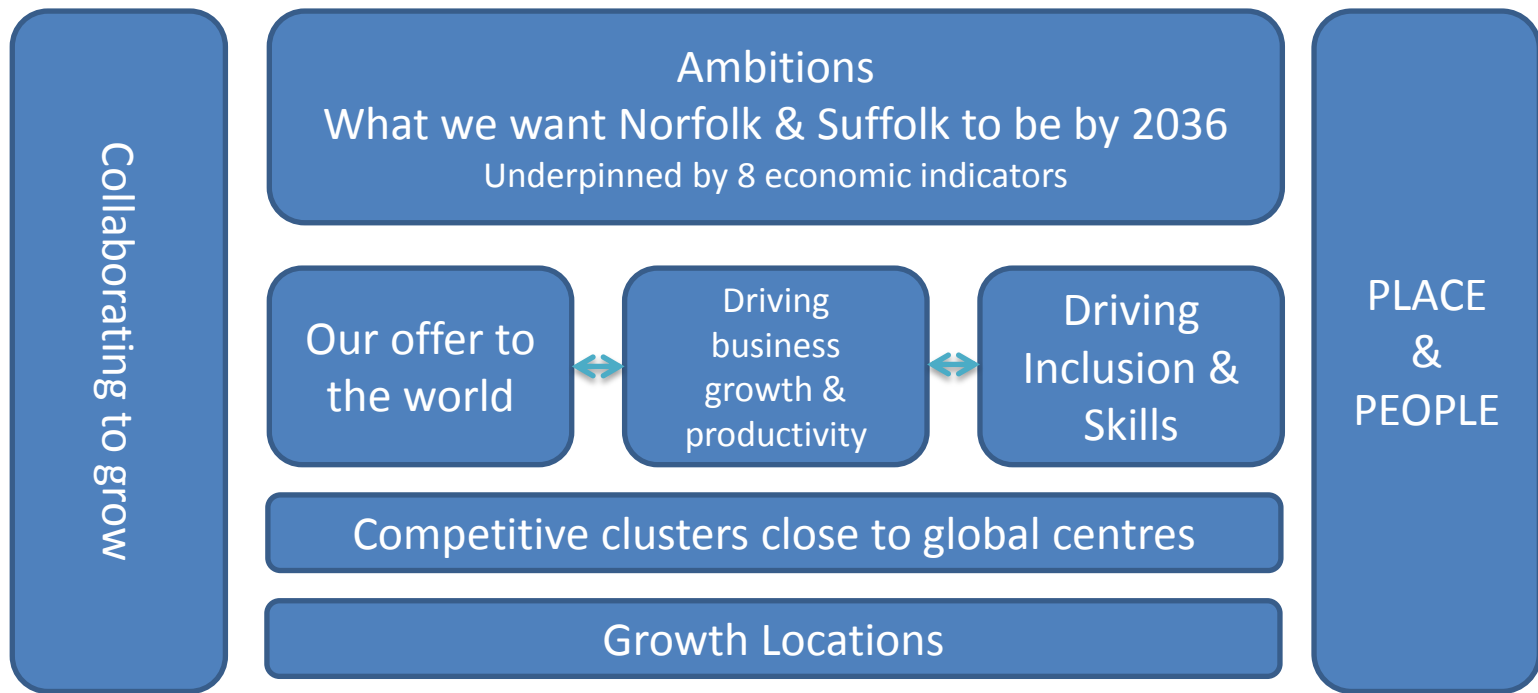 Collaborating to grow
Ambitions
What we want Norfolk & Suffolk to be by 2036
Underpinned by 8 economic indicators
Our offer to
the world
Driving
business
growth &
productivity
Driving
Inclusion &
Skills
Competitive clusters close to global centres
Growth Locations
PLACE
&
PEOPLE